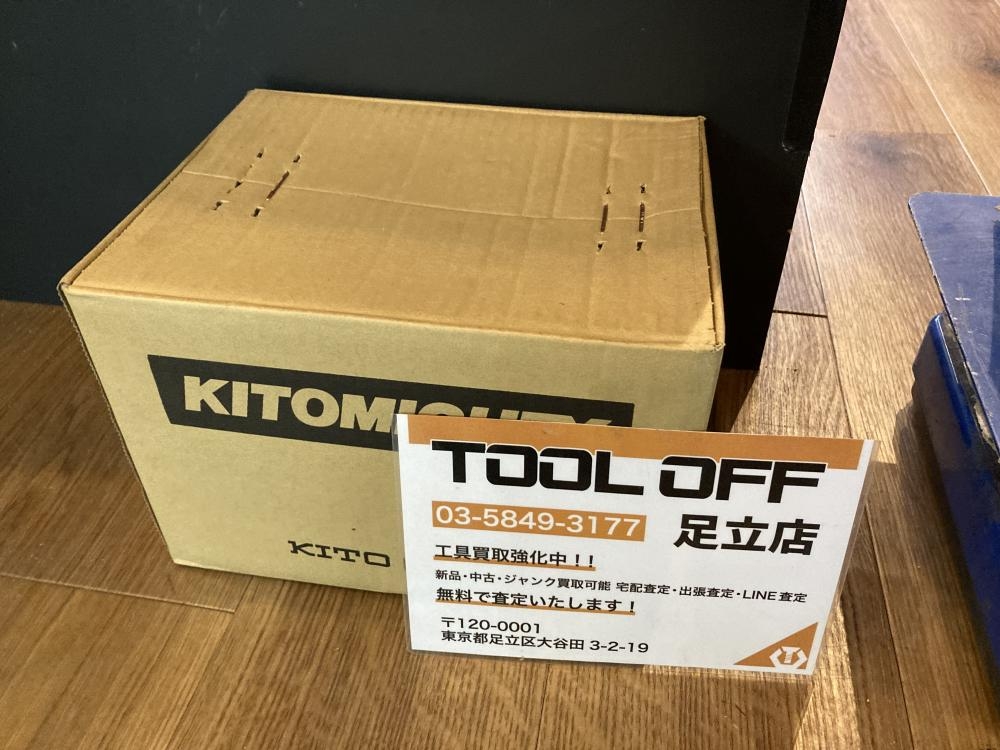 KITOMIGHTY
KITO
TOOL OFF
03-5849-3177
足立店
工具買取強化中！！
新品・中古・ジャンク買取可能 宅配査定・出張査定・LINE査定
無料で査定いたします！
〒120-0001
東京都足立区大谷田 3-2-19